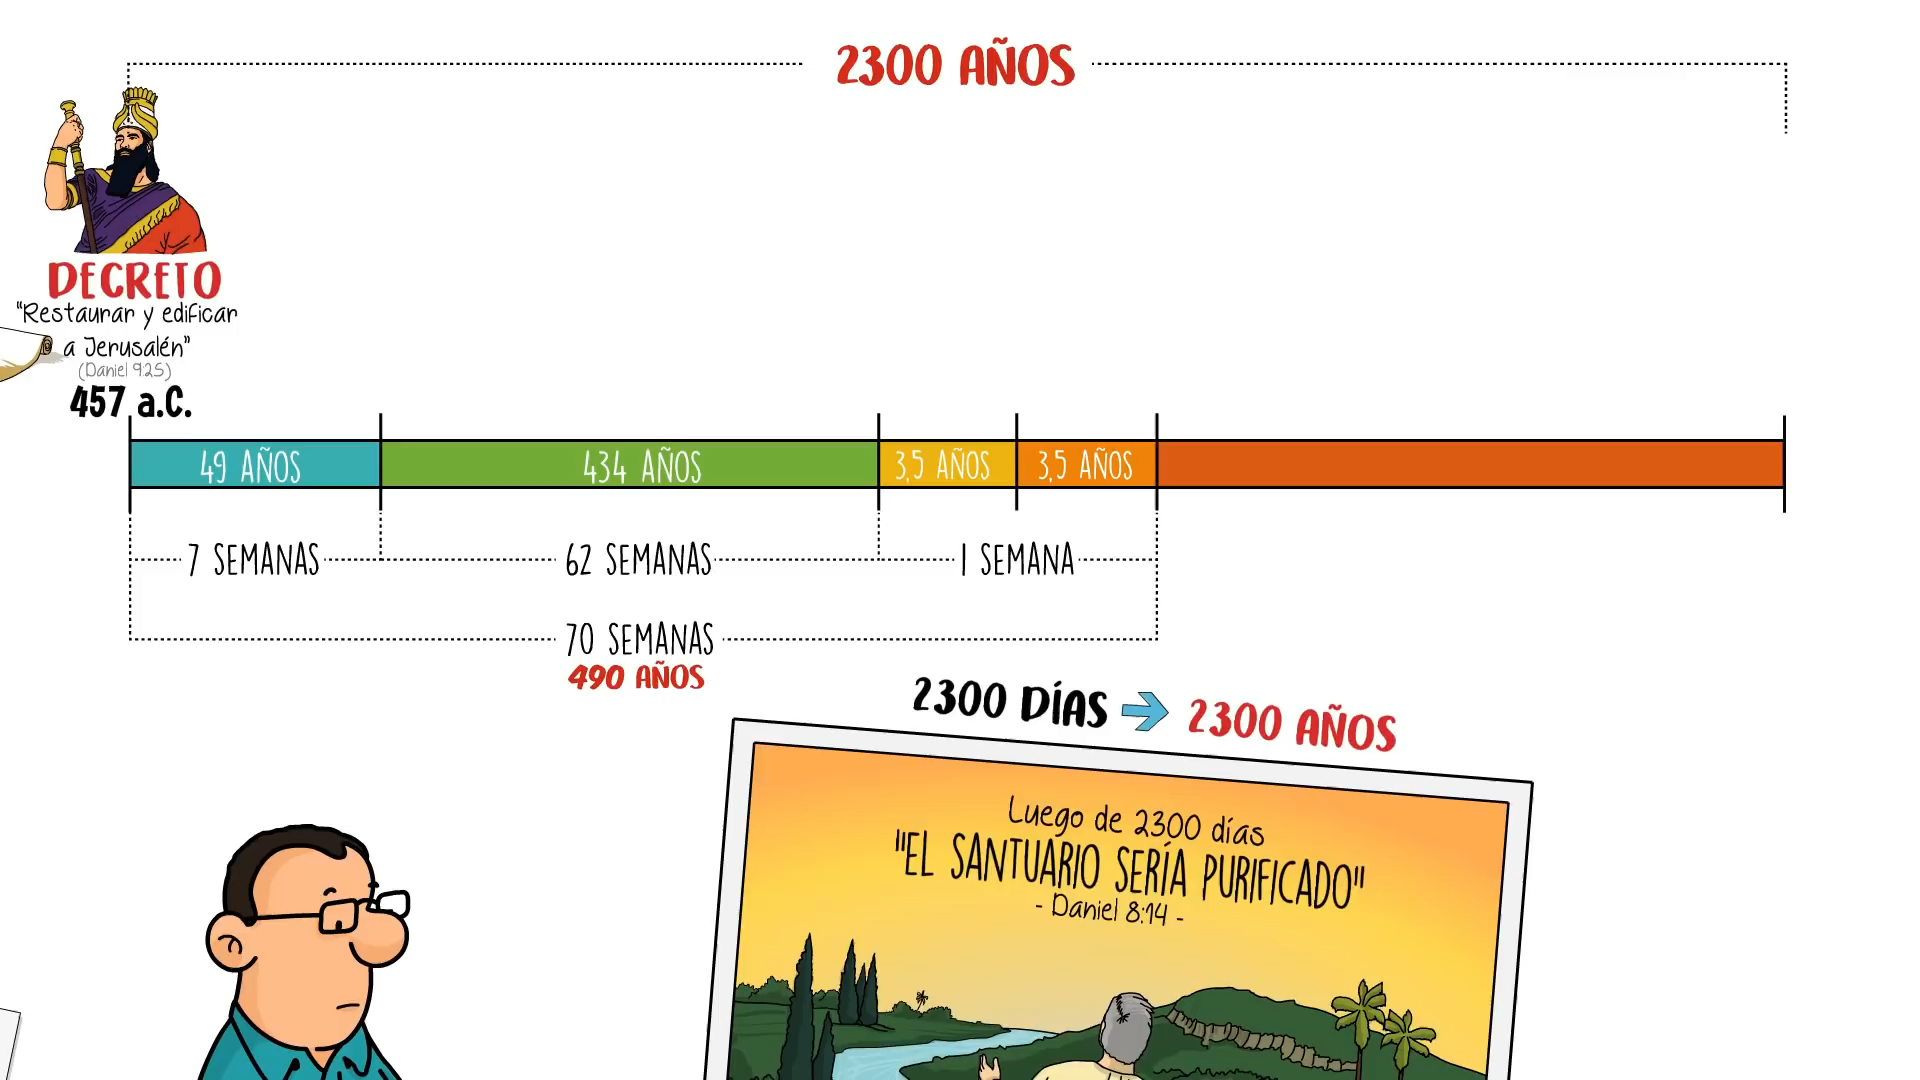 2300 AÑOS
DECRETO
"Restaurar y edificar
a Jerusalén"
(Daniel 9:25)
457 a.C.
49 AÑOS
434 AÑOS
3,5 AÑOS
3,5 AÑOS
7 SEMANAS
62 SEMANAS
1 SEMANA
70 SEMANAS
490 AÑOS
2300 DÍAS
2300 AÑOS
Luego de 2300 días
"EL SANTUARIO SERÍA PURIFICADO"
- Daniel 8:14 -